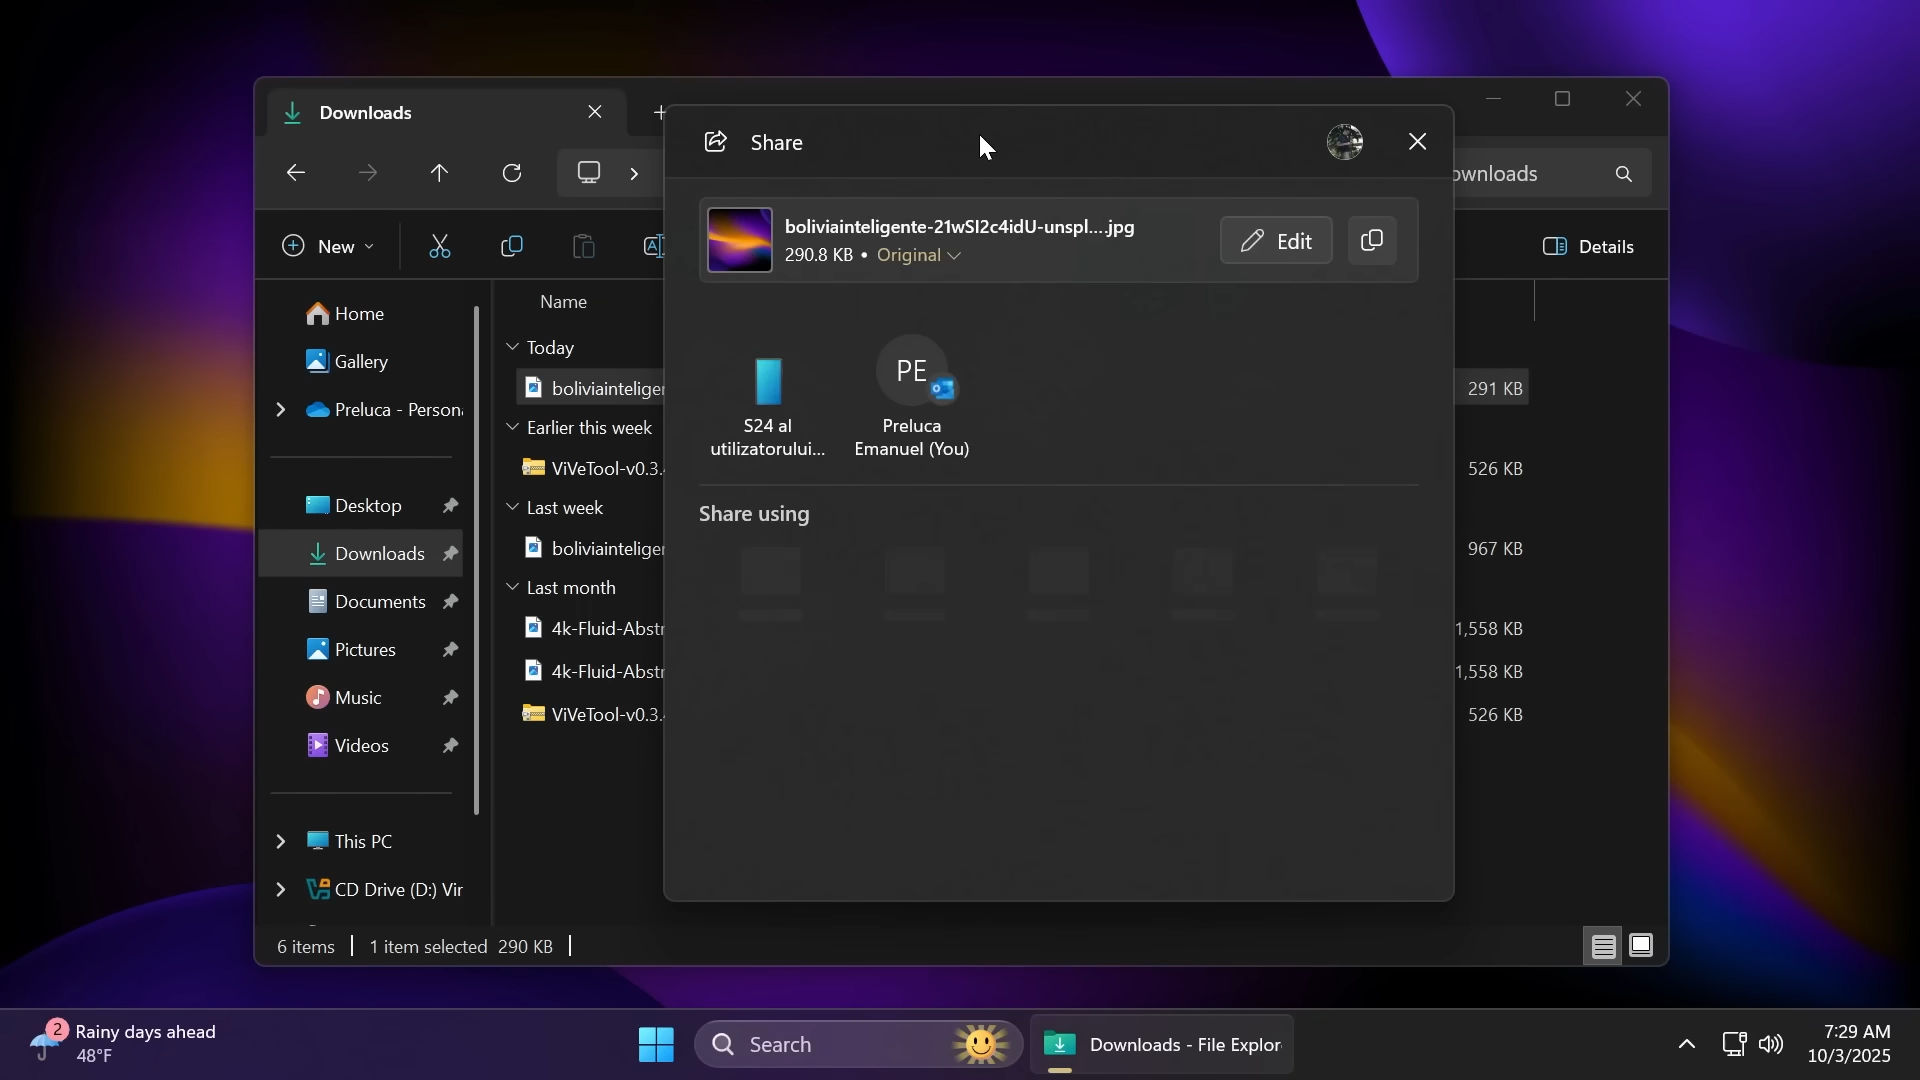 Downloads
Share
ownloads
boliviainteligente-21wSI2c4idU-unspl....jpg
290.8 KB • Original
Edit
New
Details
Home
Gallery
Preluca - Persona
Desktop
Downloads
Documents
Pictures
Music
Videos
This PC
CD Drive (D:) Vir
Name
Today
boliviainteligen
291 KB
Earlier this week
ViVeTool-v0.3.
526 KB
Last week
boliviainteligen
967 KB
Last month
4k-Fluid-Abstr
1,558 KB
4k-Fluid-Abstr
1,558 KB
ViVeTool-v0.3.
526 KB
S24 al
utilizatorului...
PE
Preluca
Emanuel (You)
Share using
6 items
1 item selected 290 KB
2
Rainy days ahead
48°F
Search
Downloads - File Explor
7:29 AM
10/3/2025